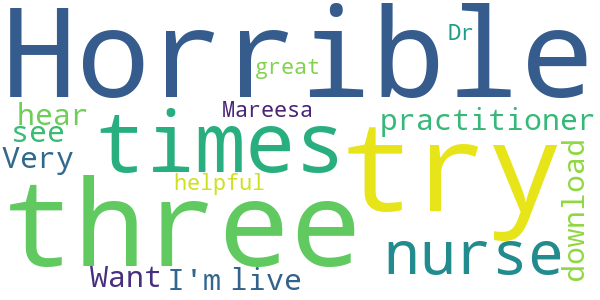 Horrible
Dr
great
hear
Mareesa
practitioner
see
times
try
Very
download
helpful
three
nurse
Want
I'm
live